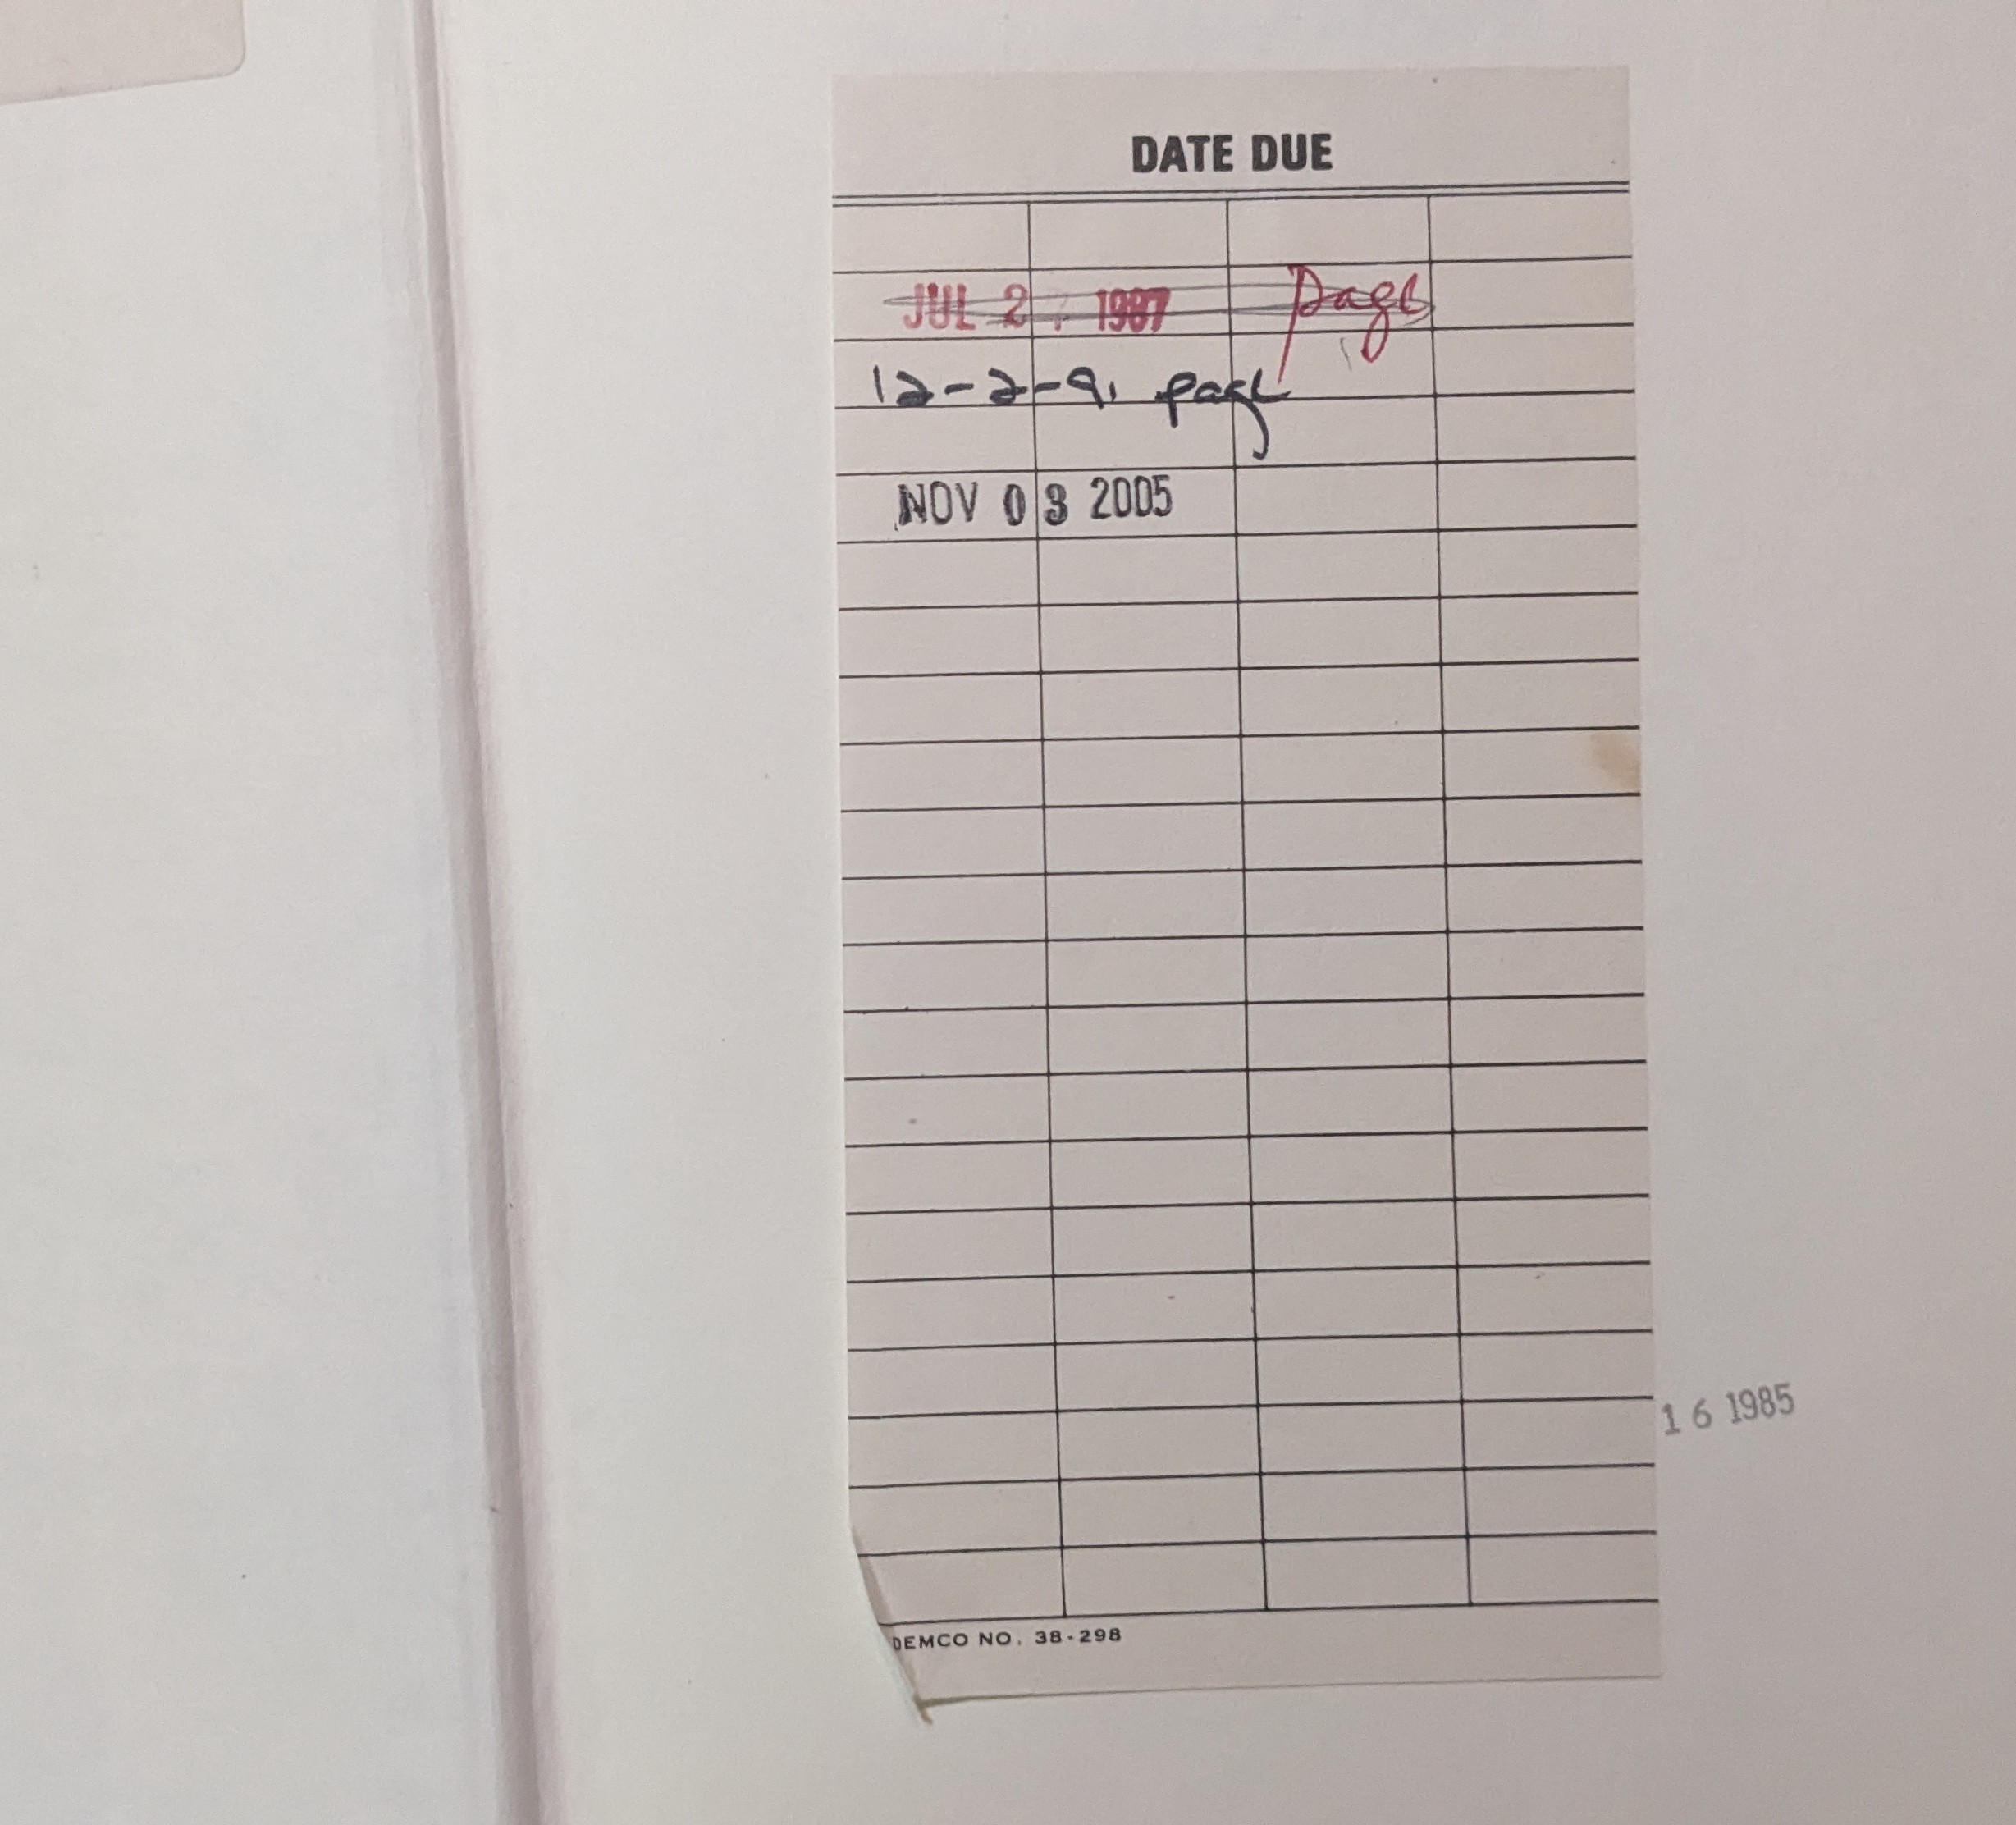 DATE DUE
JUL 2 1987 page
12-2-91 page
NOV 03 2005
16 1985
DEMCO NO. 38-298